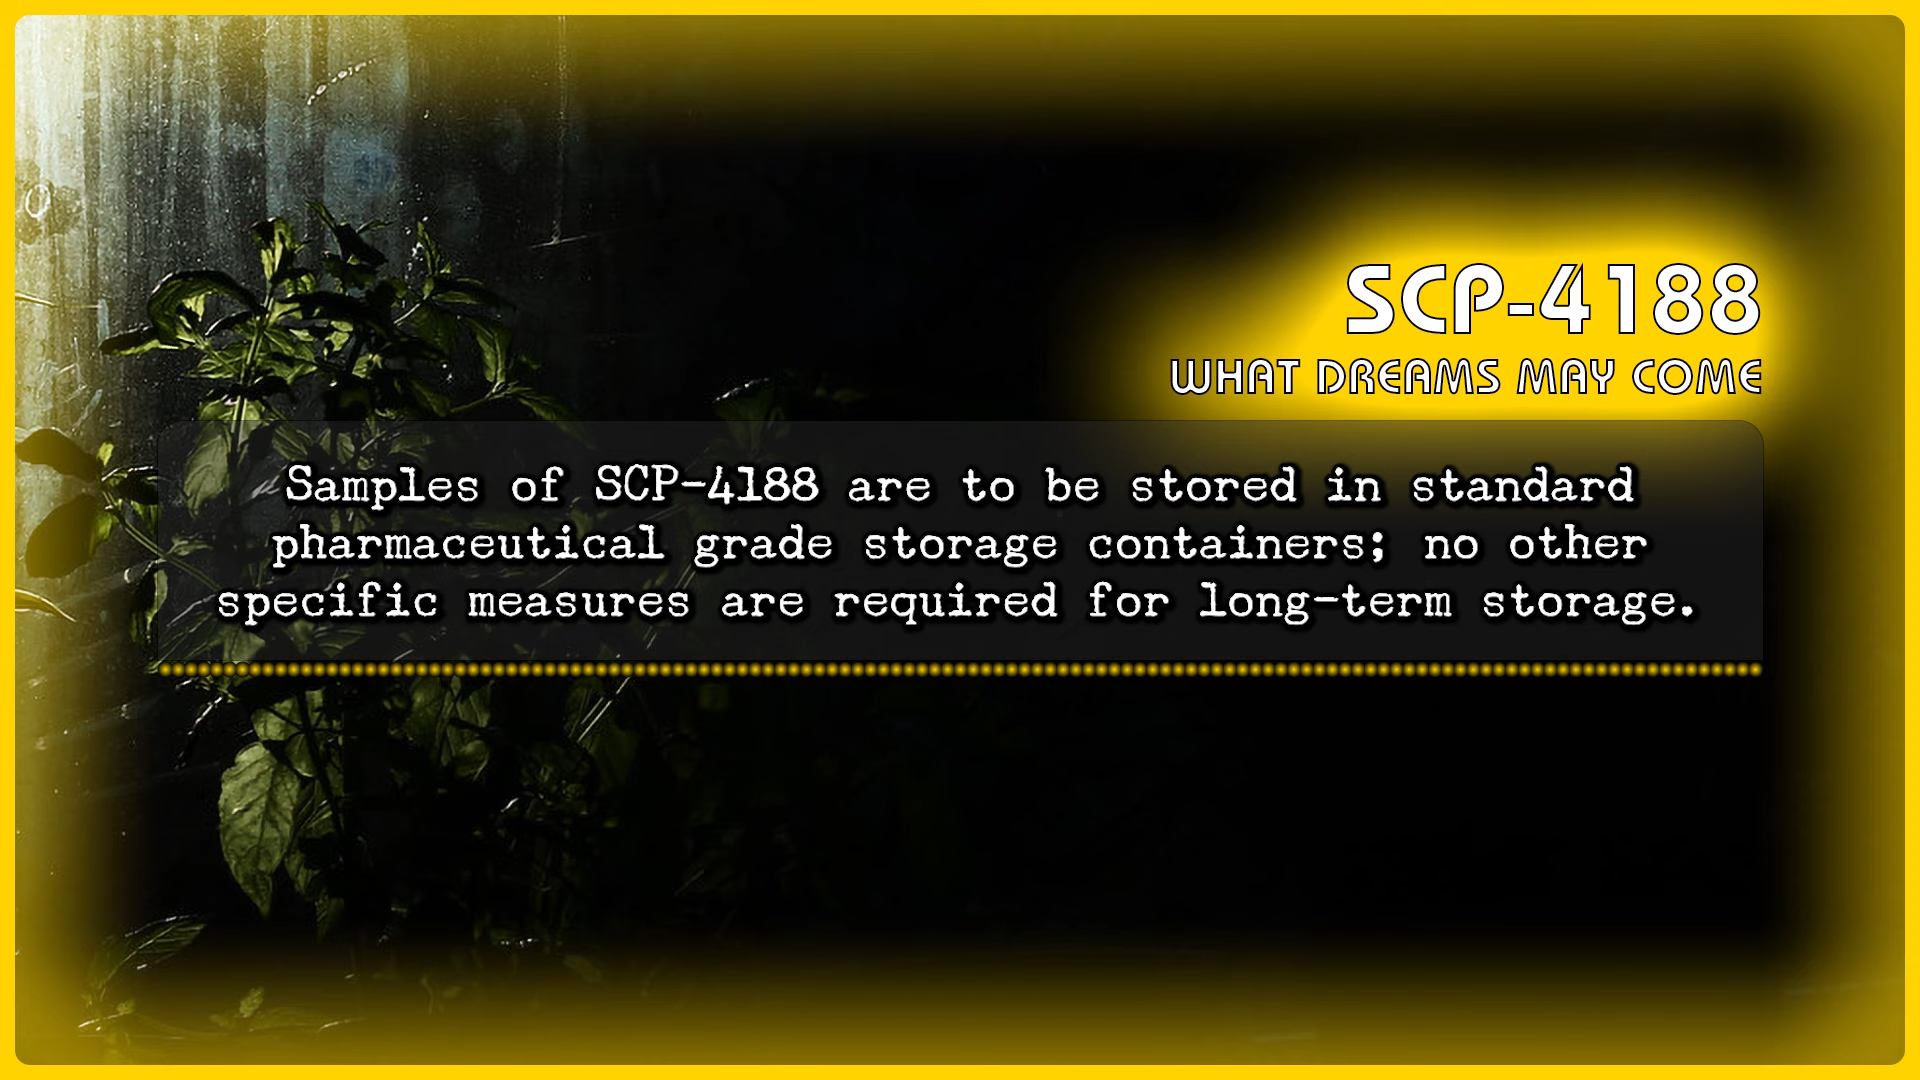 SCP-4188
WHAT DREAMS MAY COME
Samples of SCP-4188 are to be stored in standard
pharmaceutical grade storage containers; no other
specific measures are required for long-term storage.